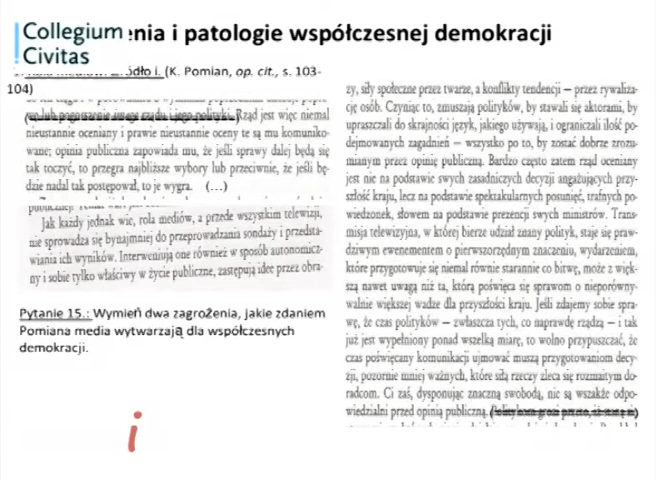 Collegium
Civitas
enia i patologie współczesnej demokracji
ródło i. (K. Pomian, op. cit., s. 103-
104)
Rząd jest więc niemal
nieustannie oceniany i prawie nieustannie oceny te są mu komuniko-
wane; opinia publiczna zapowiada mu, że jeśli sprawy dalej będą się
tak toczyć, to przegra najbliższe wybory lub przeciwnie, że jeśli bę-
dzie nadal tak postępował, to je wygra. (...)
Jak każdy jednak wie, rola mediów, a przede wszystkim telewizji,
nie sprowadza się bynajmniej do przeprowadzania sondaży i przedsta-
wiania ich wyników. Interweniują one również w sposób autonomicz-
ny i sobie tylko właściwy w życie publiczne, zastępują idee przez obra-
Pytanie 15.: Wymień dwa zagrożenia, jakie zdaniem
Pomiana media wytwarzają dla współczesnych
demokracji.
i
zy, siły społeczne przez twarze, a konflikty tendencji – przez rywaliza-
cję osób. Czyniąc to, zmuszają polityków, by stawali się aktorami, by
upraszczali do skrajności język, jakiego używają, i ograniczali ilość po-
dejmowanych zagadnień – wszystko po to, by zostać dobrze zrozu-
mianym przez opinię publiczną. Bardzo często zatem rząd oceniany
jest nie na podstawie swych zasadniczych decyzji angażujących przy-
szłość kraju, lecz na podstawie spektakularnych posunięć, trafnych po-
wiedzonek, słowem na podstawie prezencji swych ministrów. Trans-
misja telewizyjna, w której bierze udział znany polityk, staje się praw-
dziwym ewenementem o pierwszorzędnym znaczeniu, wydarzeniem,
które przygotowuje się niemal równie starannie co bitwę, może z więk-
szą nawet uwagą niż ta, którą poświęca się sprawom o nieporówny-
walnie większej wadze dla przyszłości kraju. Jeśli zdajemy sobie spra-
wę, że czas polityków – zwłaszcza tych, co naprawdę rządzą – i tak
już jest wypełniony ponad wszelką miarę, to wolno przypuszczać, że
czas poświęcany komunikacji ujmować muszą przygotowaniom decy-
zji, pozornie mniej ważnych, które siłą rzeczy zleca się rozmaitym do-
radcom. Ci zaś, dysponując znaczną swobodą, nie są wszakże odpo-
wiedzialni przed opinią publiczną.